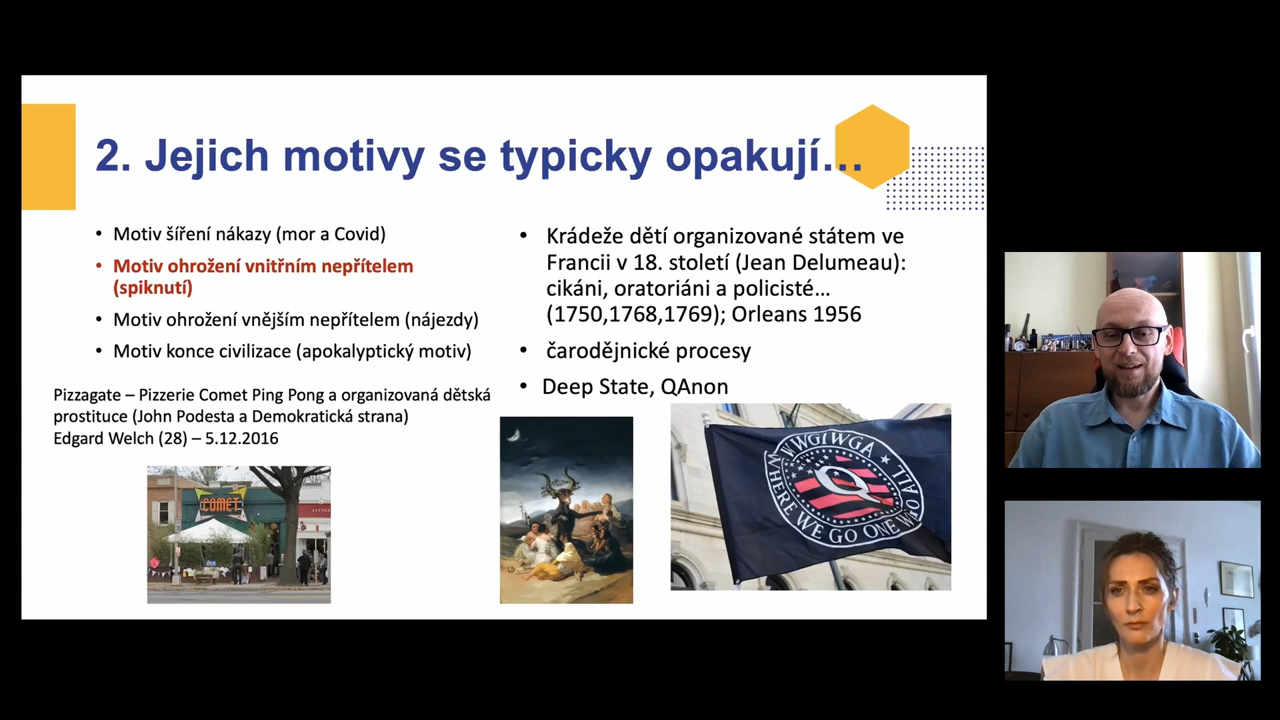 2. Jejich motivy se typicky opakují…
• Motiv šíření nákazy (mor a Covid)
• Motiv ohrožení vnitřním nepřítelem
(spiknutí)
• Motiv ohrožení vnějším nepřítelem (nájezdy)
• Motiv konce civilizace (apokalyptický motiv)
Pizzagate – Pizzerie Comet Ping Pong a organizovaná dětská
prostituce (John Podesta a Demokratická strana)
Edgard Welch (28) – 5.12.2016
COMET
• Krádeže dětí organizované státem ve
Francii v 18. století (Jean Delumeau):
cikáni, oratoriáni a policisté…
(1750,1768,1769); Orleans 1956
• čarodějnické procesy
• Deep State, QAnon
WWG1WGA
Q
WHERE WE GO ONE
ALL